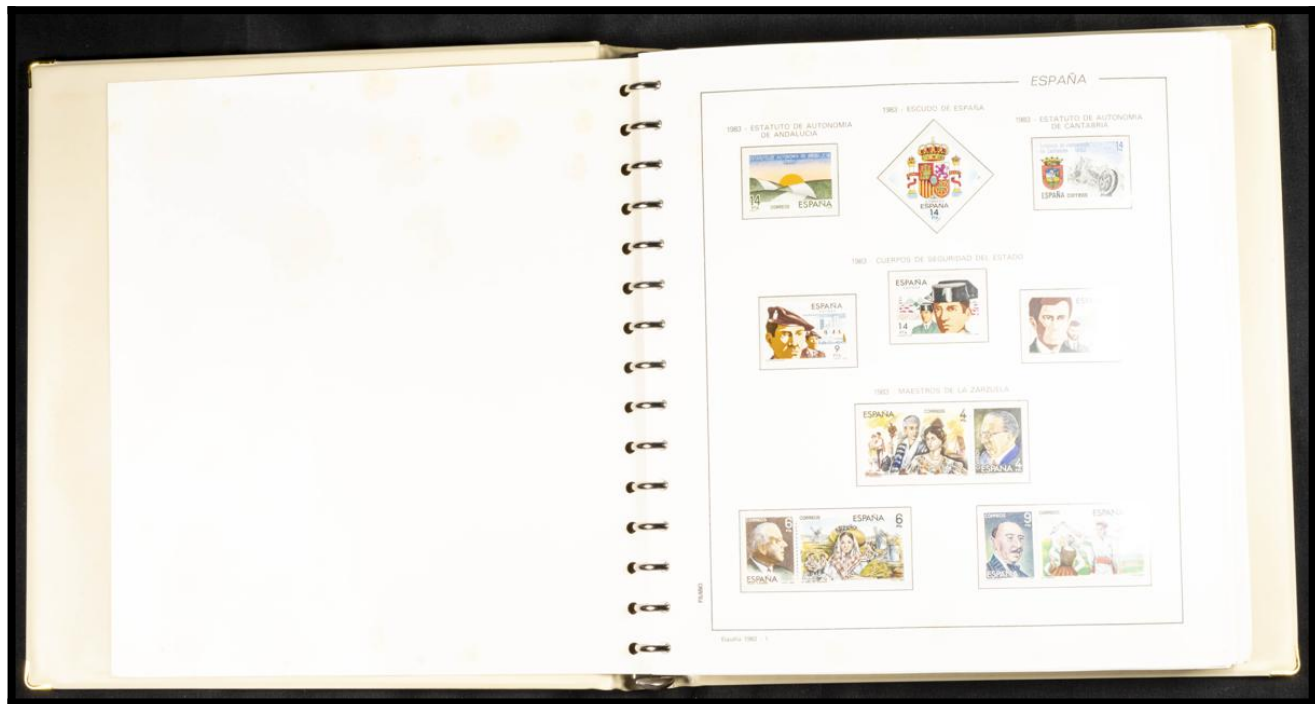 ESPAÑA
1983 - ESCUDO DE ESPAÑA
1983 - ESTATUTO DE AUTONOMIA
DE ANDALUCIA
1983 - ESTATUTO DE AUTONOMIA
DE CANTABRIA
14
CORREOS
ESPAÑA
ESPAÑA
14
14
ESPAÑA CORREOS
1983 - CUERPOS DE SEGURIDAD DEL ESTADO
ESPAÑA
9
ESPAÑA
14
1983 - MAESTROS DE LA ZARZUELA
ESPAÑA
CORREOS
4
ESPAÑA
4
6
ESPAÑA
CORREOS
ESPAÑA
6
9
ESPAÑA
CORREOS
ESPAÑA
FILABO
España 1983 - 1